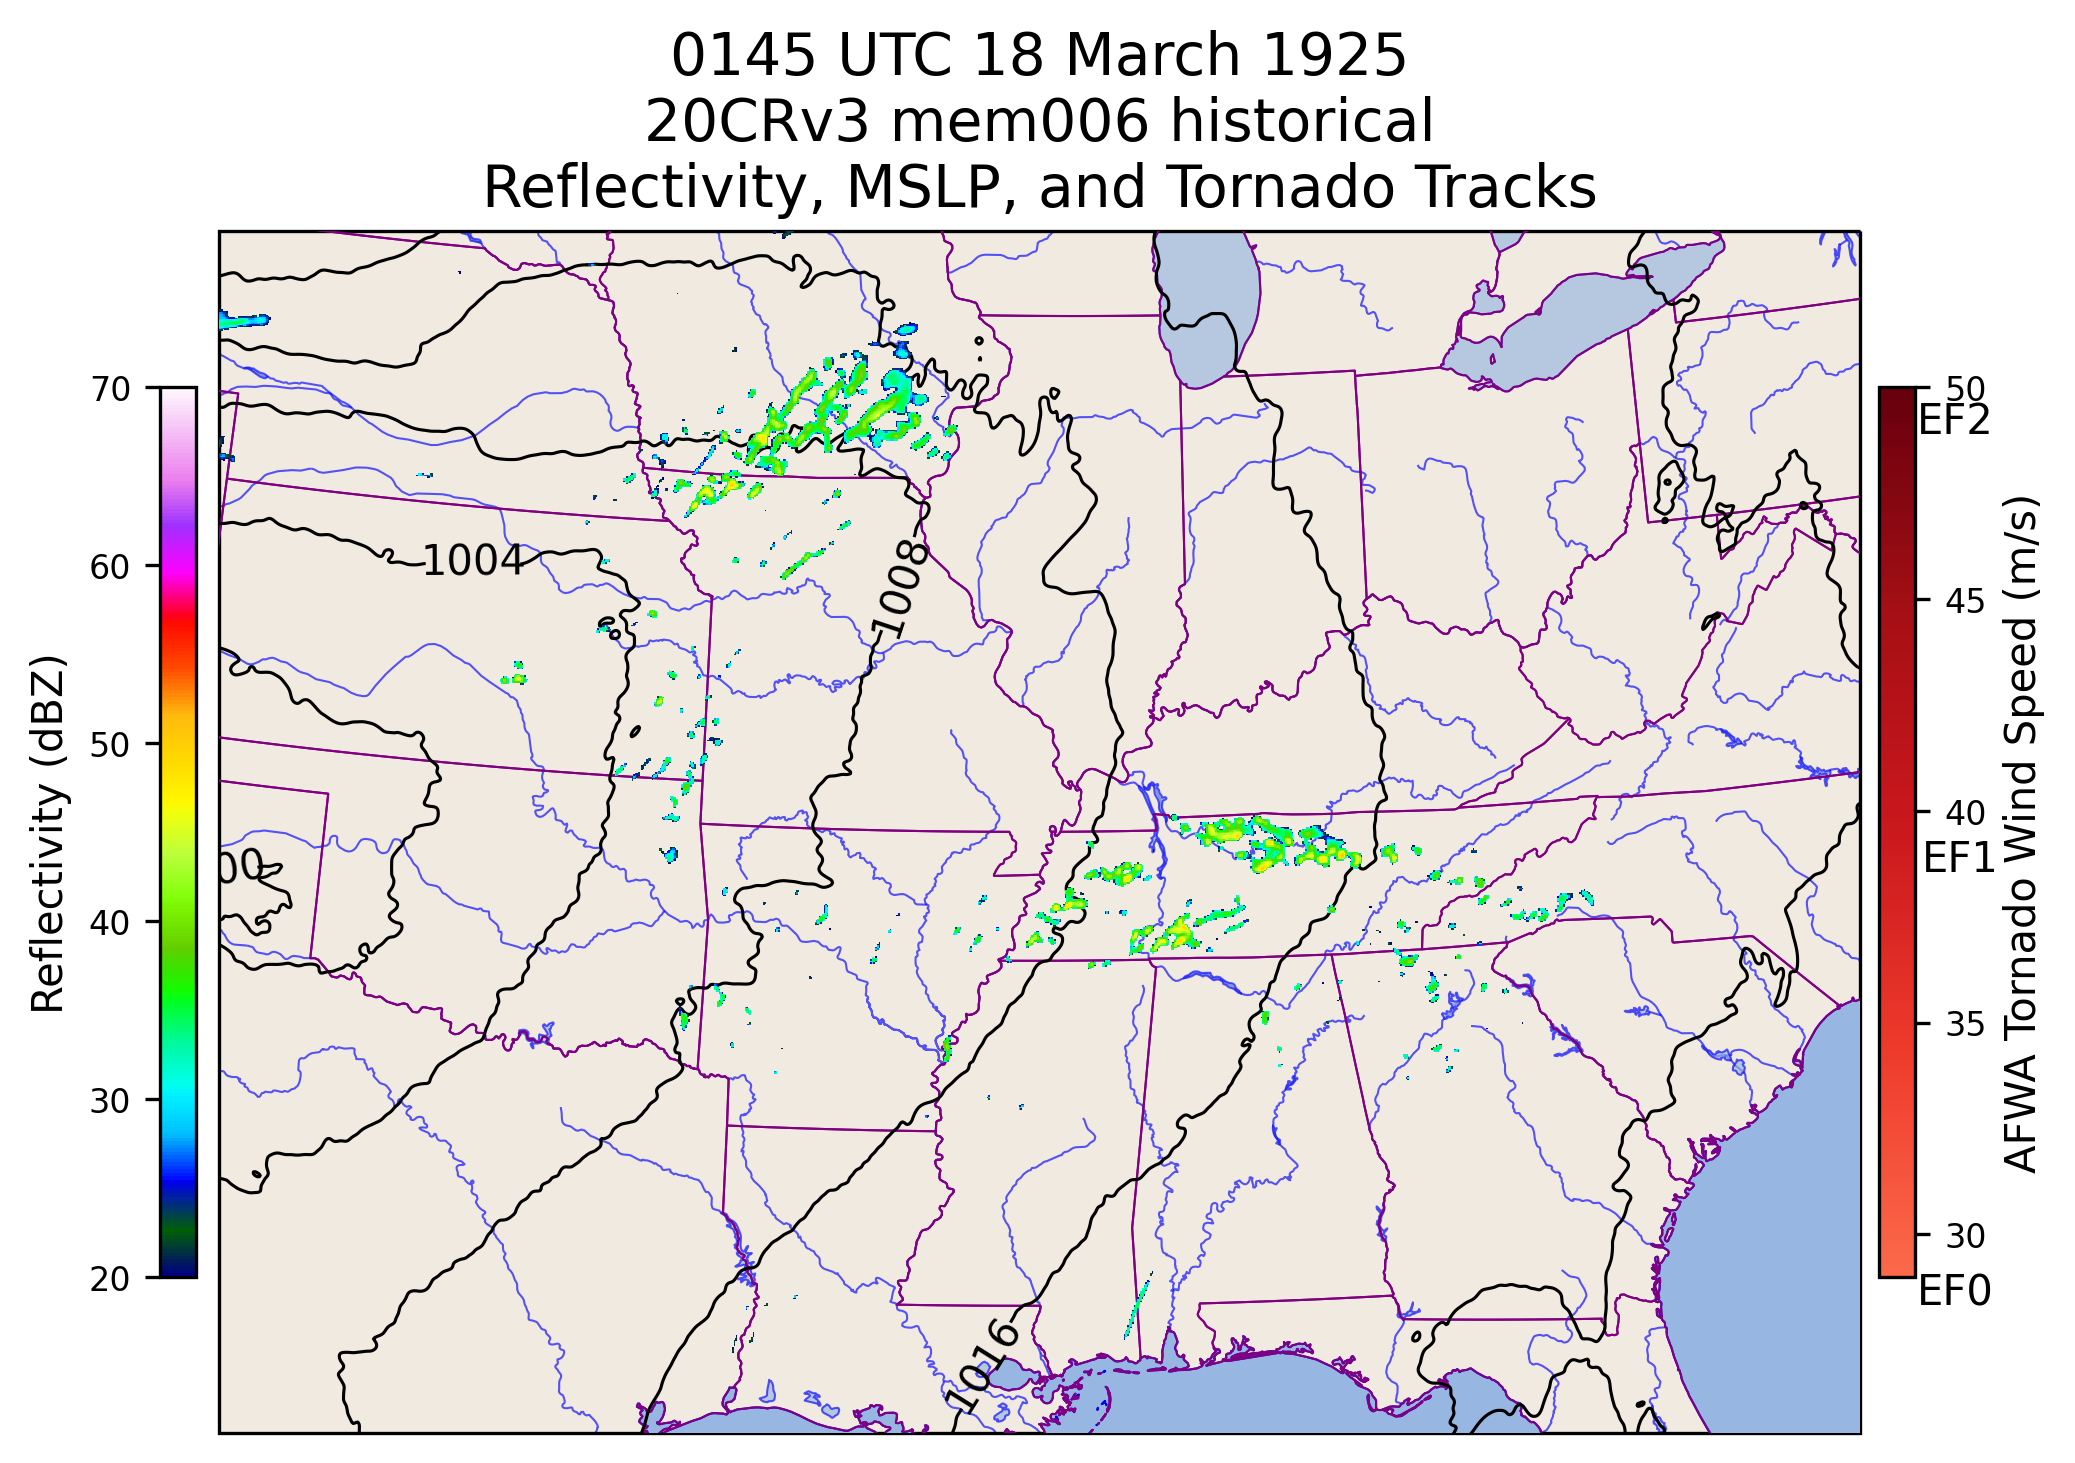 0145 UTC 18 March 1925
20CRv3 mem006 historical
Reflectivity, MSLP, and Tornado Tracks
70
60
50
40
30
20
Reflectivity (dBZ)
1004
1008
00
1016
50
EF2
45
40
EF1
35
30
EF0
AFWA Tornado Wind Speed (m/s)